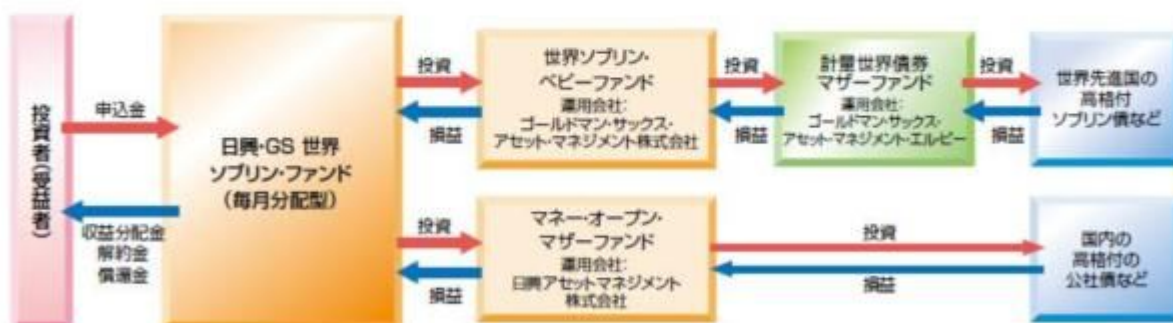 投資者(受益者)
申込金
収益分配金
解約金
償還金
日興・GS 世界
ソブリン・ファンド
(毎月分配型)
投資
損益
世界ソブリン・
ベビーファンド
運用会社:
ゴールドマン・サックス・
アセット・マネジメント株式会社
投資
損益
計量世界債券
マザーファンド
運用会社:
ゴールドマン・サックス・
アセット・マネジメント・エルピー
投資
損益
世界先進国の
高格付
ソブリン債など
投資
損益
マネー・オープン・
マザーファンド
運用会社:
日興アセットマネジメント
株式会社
投資
損益
国内の
高格付の
公社債など